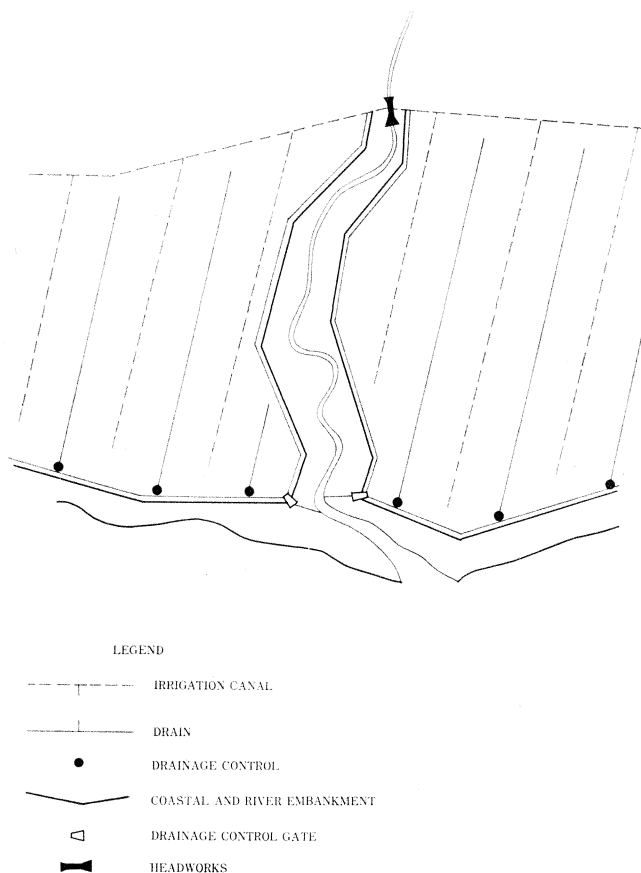 LEGEND
IRRIGATION CANAL
DRAIN
DRAINAGE CONTROL
COASTAL AND RIVER EMBANKMENT
DRAINAGE CONTROL GATE
HEADWORKS